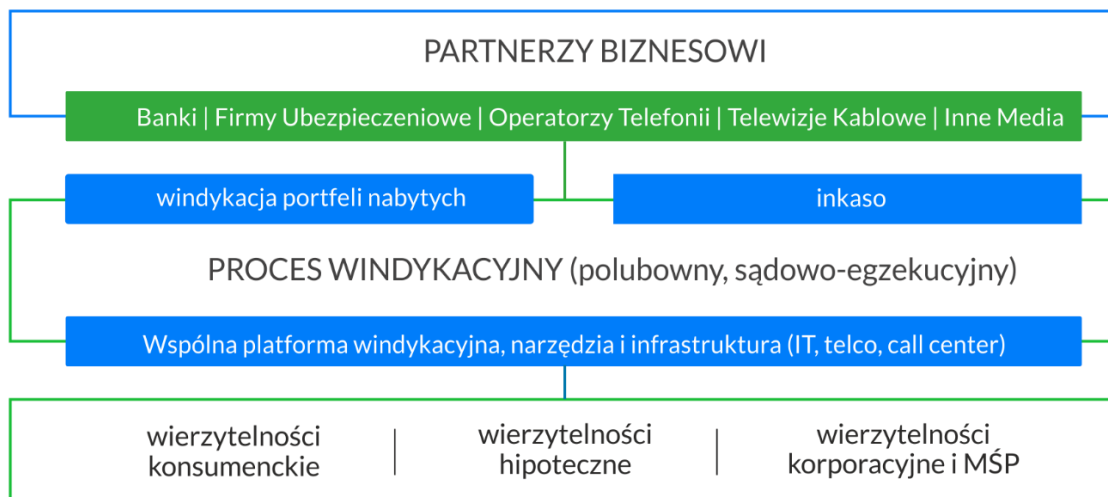 PARTNERZY BIZNESOWI
Banki | Firmy Ubezpieczeniowe | Operatorzy Telefonii | Telewizje Kablowe | Inne Media
windykacja portfeli nabytych
inkaso
PROCES WINDYKACYJNY (polubowny, sądowo-egzekucyjny)
Wspólna platforma windykacyjna, narzędzia i infrastruktura (IT, telco, call center)
wierzytelności
konsumenckie
wierzytelności
hipoteczne
wierzytelności
korporacyjne i MŚP